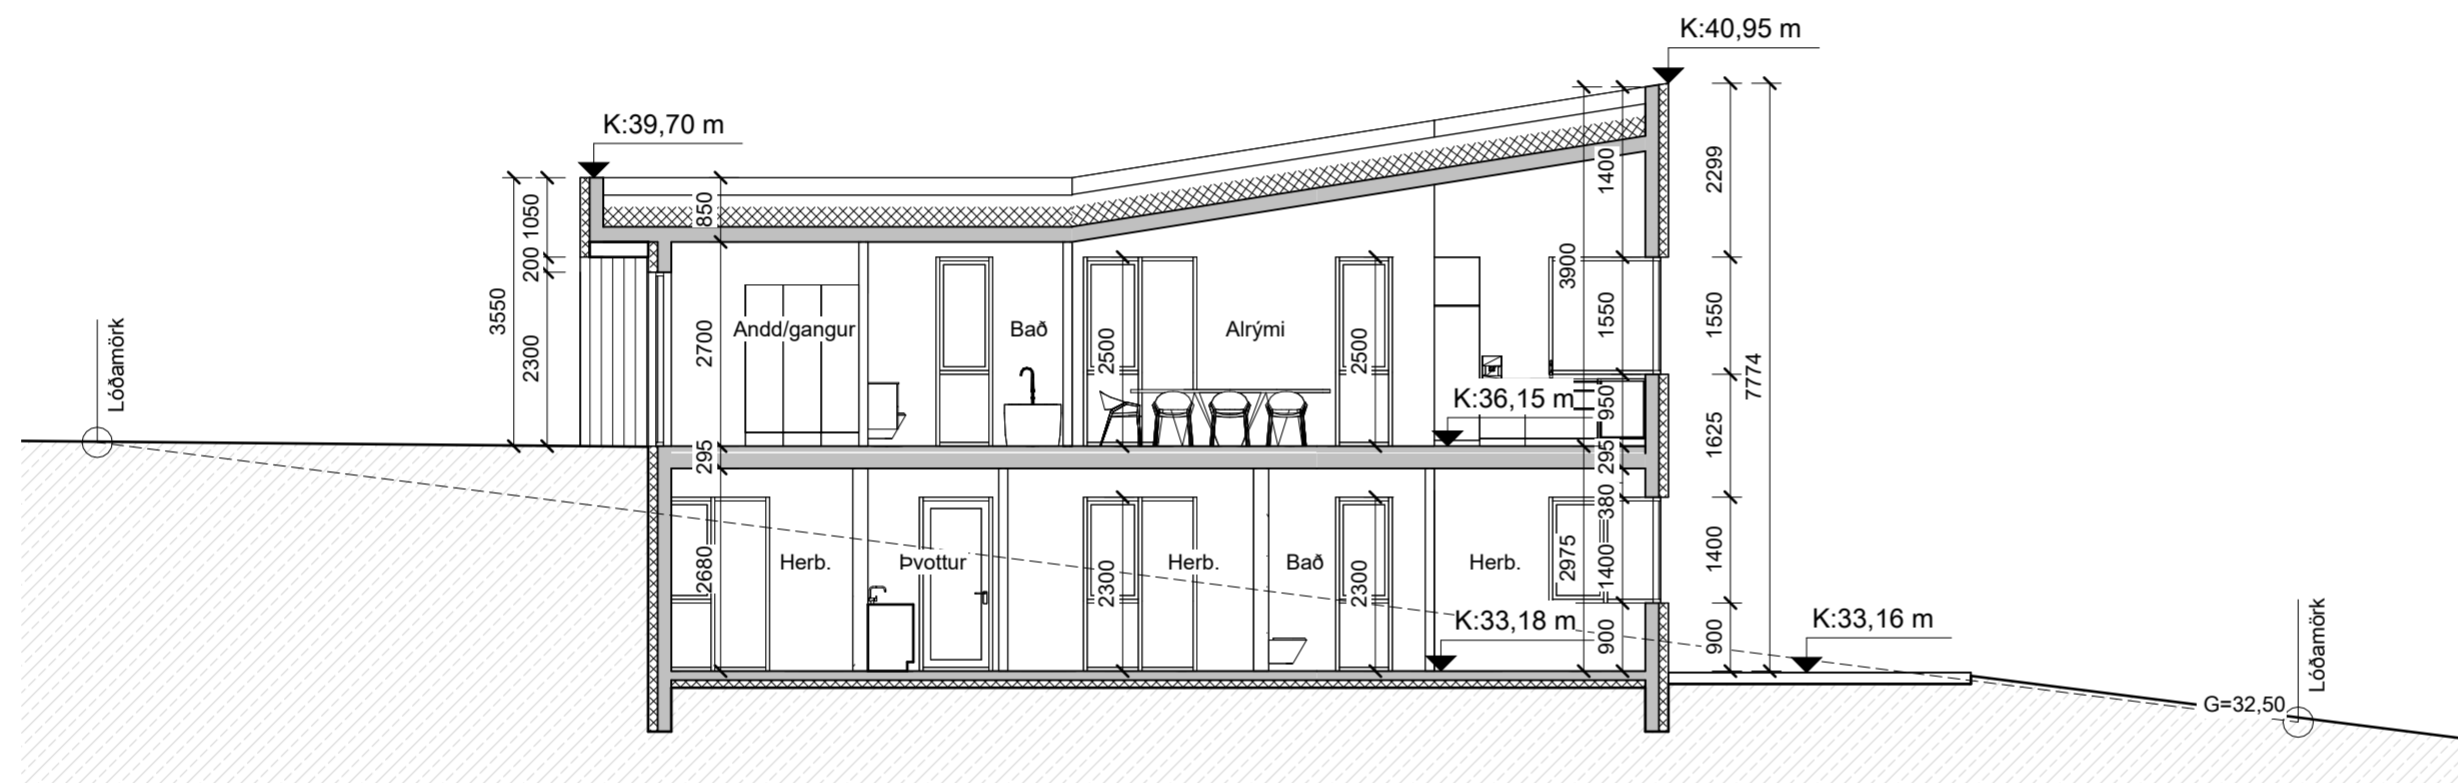 K:40,95 m
K:39,70 m
1050
200
2300
3550
850
2700
295
2680
Andd/gangur
Bað
Alrými
2500
2500
3900
1400
1550
950
295
380
1400
900
2975
2299
1550
1625
1400
900
7774
K:36,15 m
Herb.
Þvottur
Herb.
Bað
Herb.
2300
2300
K:33,18 m
K:33,16 m
G=32,50
Lóðamörk
Lóðamörk